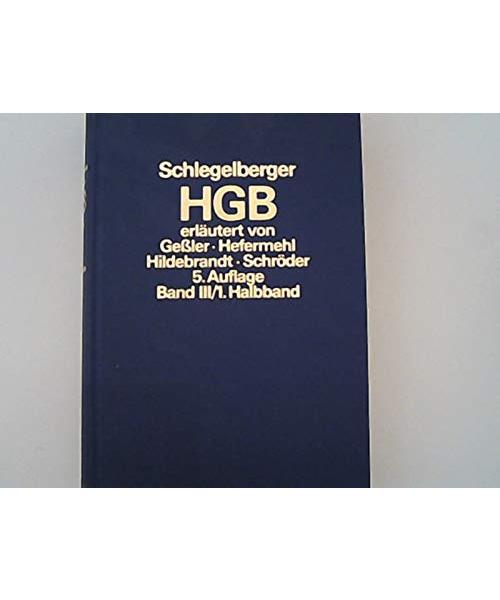 Schlegelberger
HGB
erläutert von
Geßler · Hefermehl
Hildebrandt · Schröder
5. Auflage
Band III/1. Halbband